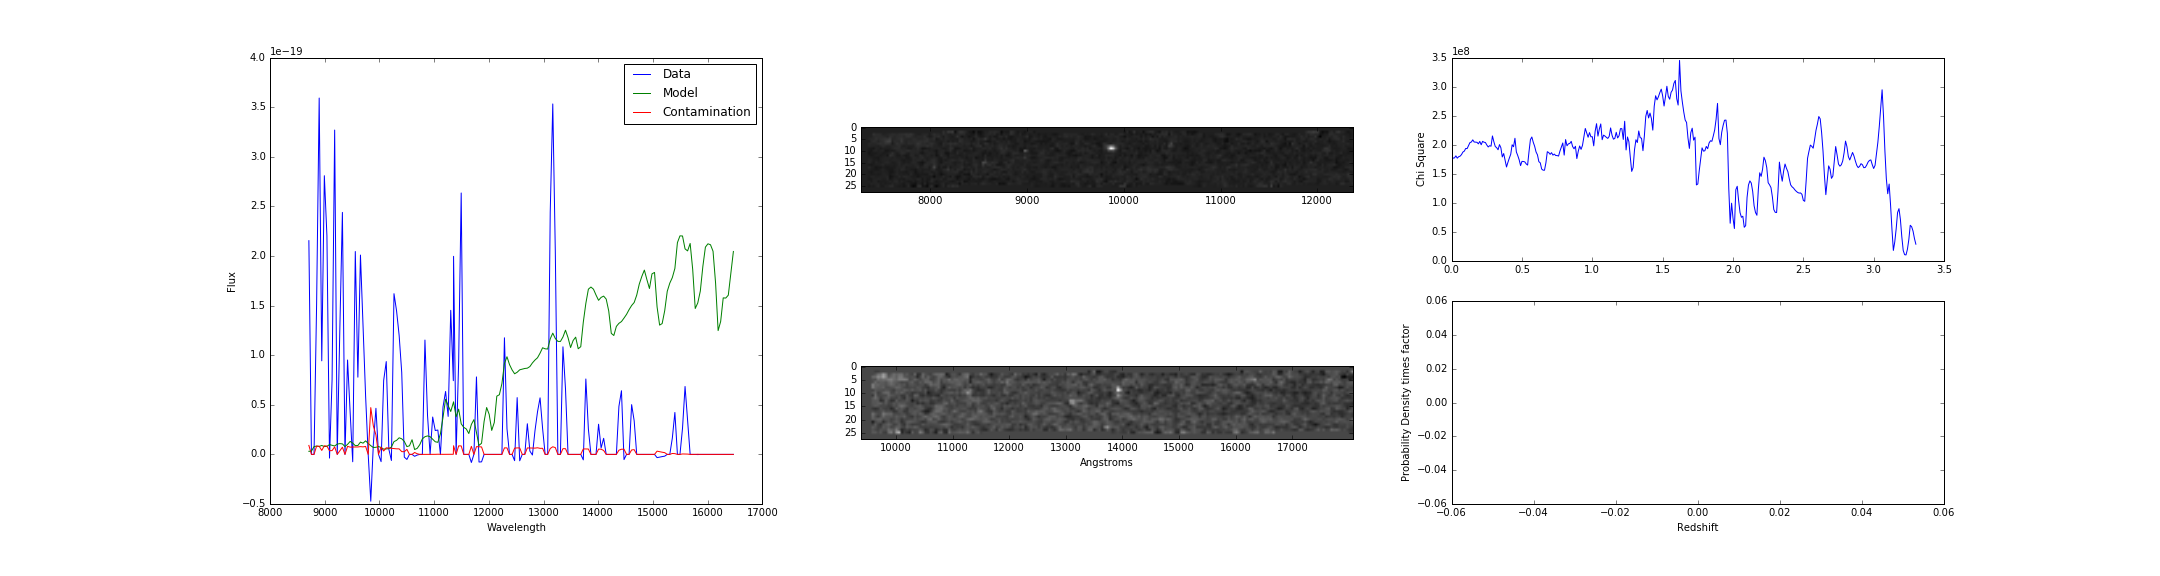 1e−19
4.0
3.5
3.0
2.5
2.0
1.5
1.0
0.5
0.0
−0.5
Flux
Data
Model
Contamination
8000 9000 10000 11000 12000 13000 14000 15000 16000 17000
Wavelength
0
5
10
15
20
25
8000 9000 10000 11000 12000
0
5
10
15
20
25
10000 11000 12000 13000 14000 15000 16000 17000
Angstroms
1e8
3.5
3.0
2.5
2.0
1.5
1.0
0.5
0.0
Chi Square
0.0 0.5 1.0 1.5 2.0 2.5 3.0 3.5
0.06
0.04
0.02
0.00
−0.02
−0.04
−0.06
Probability Density times factor
−0.06 −0.04 −0.02 0.00 0.02 0.04 0.06
Redshift